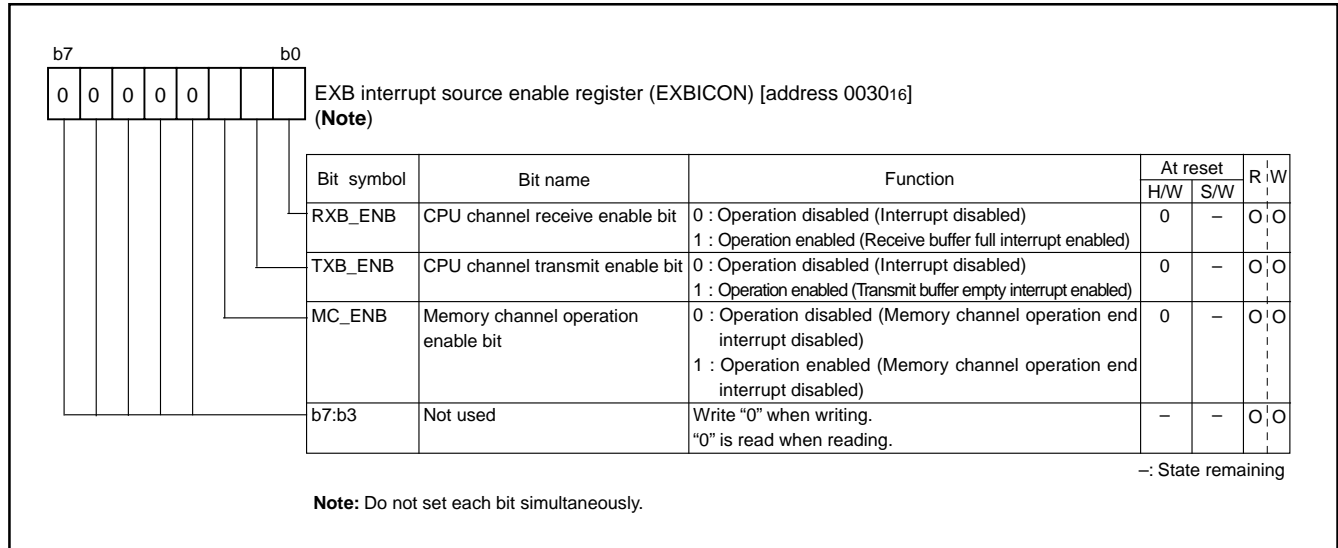 b7 b0
0 0 0 0 0
EXB interrupt source enable register (EXBICON) [address 003016]
(Note)
Bit symbol Bit name Function At reset R W
H/W S/W
RXB_ENB CPU channel receive enable bit 0 : Operation disabled (Interrupt disabled) 0 – O O
1 : Operation enabled (Receive buffer full interrupt enabled)
TXB_ENB CPU channel transmit enable bit 0 : Operation disabled (Interrupt disabled) 0 – O O
1 : Operation enabled (Transmit buffer empty interrupt enabled)
MC_ENB Memory channel operation 0 : Operation disabled (Memory channel operation end 0 – O O
enable bit interrupt disabled)
1 : Operation enabled (Memory channel operation end
interrupt disabled)
b7:b3 Not used Write “0” when writing. – – O O
“0” is read when reading.
–: State remaining
Note: Do not set each bit simultaneously.